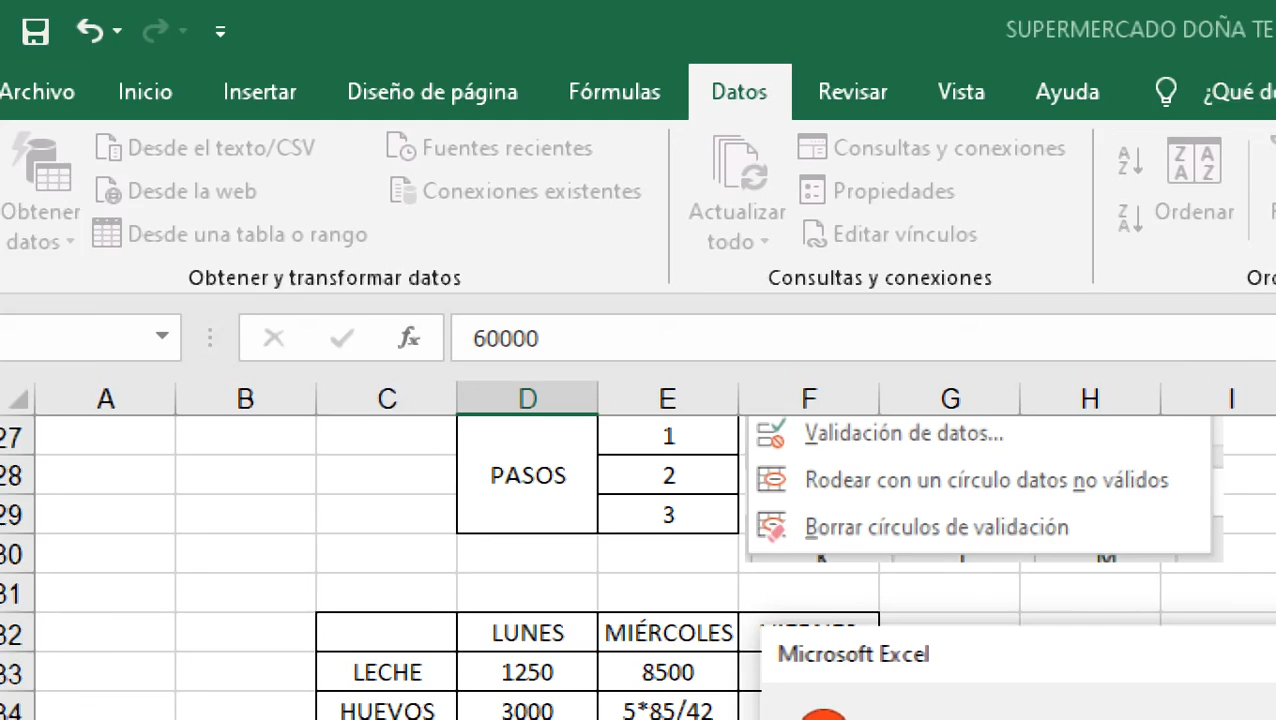 SUPERMERCADO DOÑA TE
Archivo Inicio Insertar Diseño de página Fórmulas Datos Revisar Vista Ayuda ¿Qué de
Desde el texto/CSV Fuentes recientes Consultas y conexiones
Desde la web Conexiones existentes Propiedades
Obtener datos Actualizar todo Ordenar
Desde una tabla o rango Editar vínculos
Obtener y transformar datos Consultas y conexiones Ord
fx 60000
A B C D E F G H I
27 1 Validación de datos...
28 PASOS 2 Rodear con un círculo datos no válidos
29 3 Borrar círculos de validación
30
31
32 LUNES MIÉRCOLES
Microsoft Excel
33 LECHE 1250 8500
34 HUEVOS 3000 5*85/42